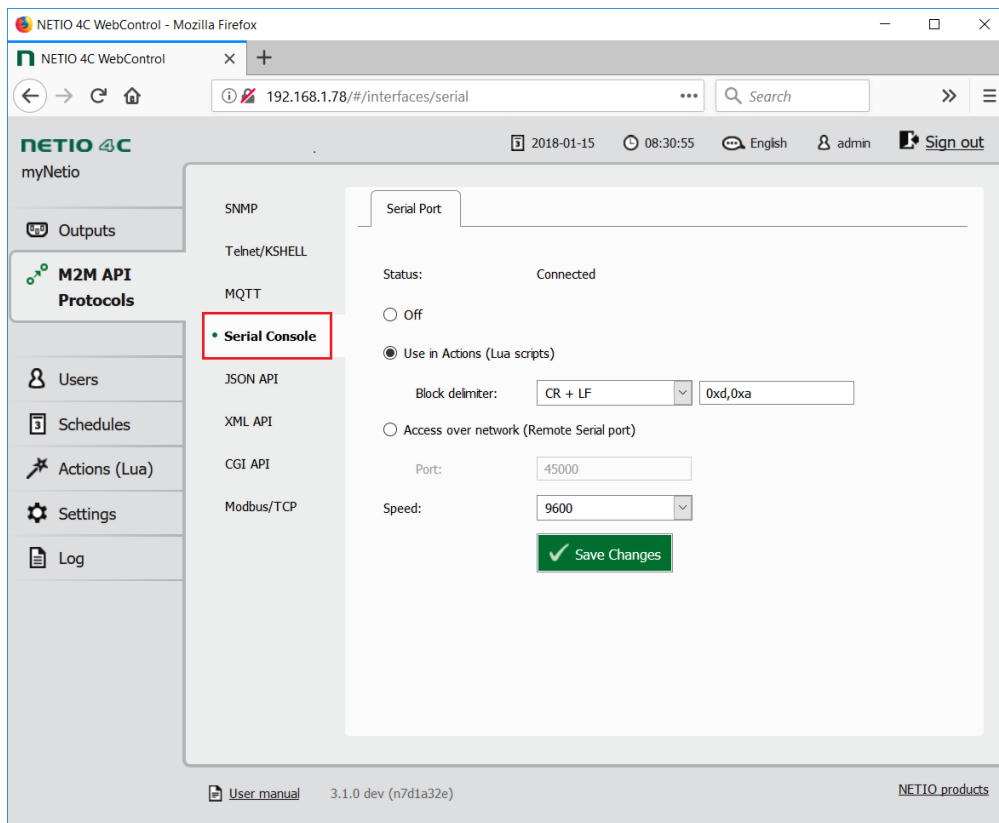 NETIO 4C WebControl - Mozilla Firefox
NETIO 4C WebControl
192.168.1.78/#/interfaces/serial
Search
NETIO 4C
2018-01-15
08:30:55
English
admin
Sign out
myNetio
Outputs
M2M API
Protocols
Users
Schedules
Actions (Lua)
Settings
Log
SNMP
Telnet/KSHELL
MQTT
Serial Console
JSON API
XML API
CGI API
Modbus/TCP
Serial Port
Status: Connected
Off
Use in Actions (Lua scripts)
Block delimiter: CR + LF 0xd,0xa
Access over network (Remote Serial port)
Port: 45000
Speed: 9600
Save Changes
User manual
3.1.0 dev (n7d1a32e)
NETIO products